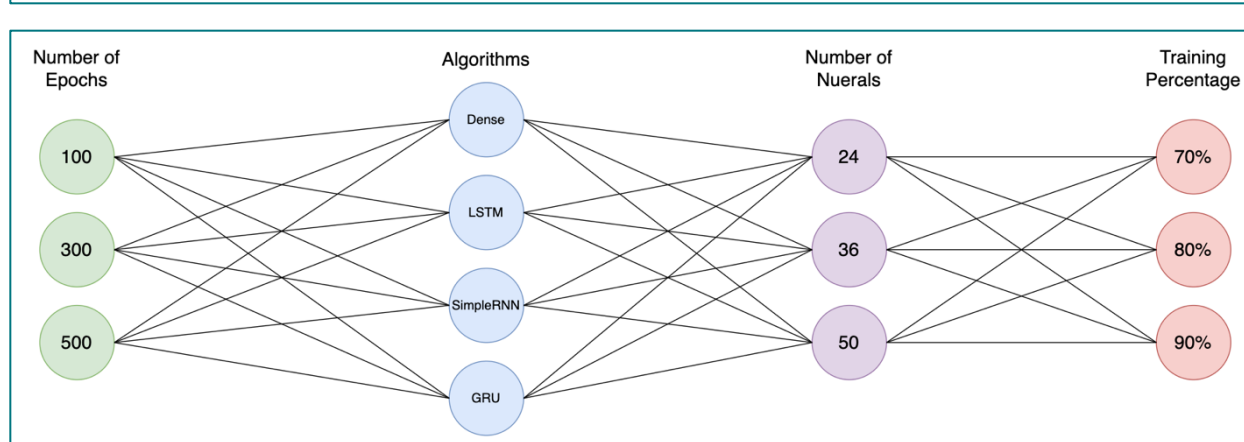 Number of
Epochs
Algorithms
Number of
Nuerals
Training
Percentage
100
300
500
Dense
LSTM
SimpleRNN
GRU
24
36
50
70%
80%
90%